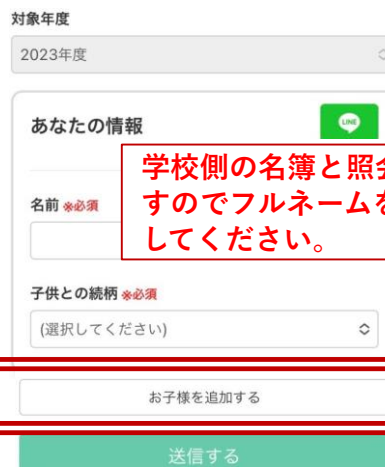 対象年度
2023年度
あなたの情報
LINE
学校側の名簿と照会
すのでフルネームを
してください。
名前 ※必須
子供との続柄 ※必須
(選択してください)
お子様を追加する
送信する